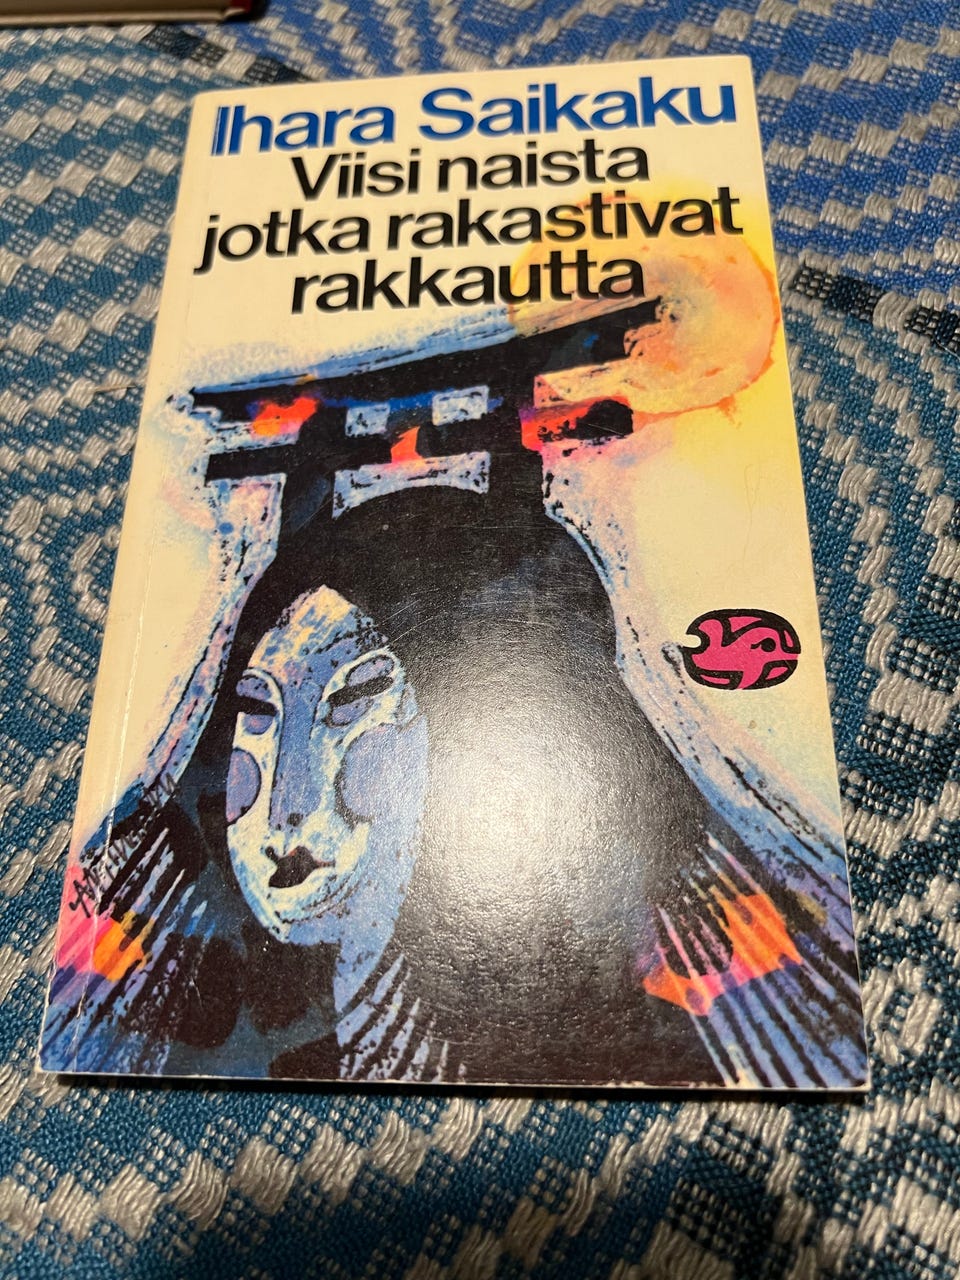 Ihara Saikaku
Viisi naista
jotka rakastivat
rakkautta